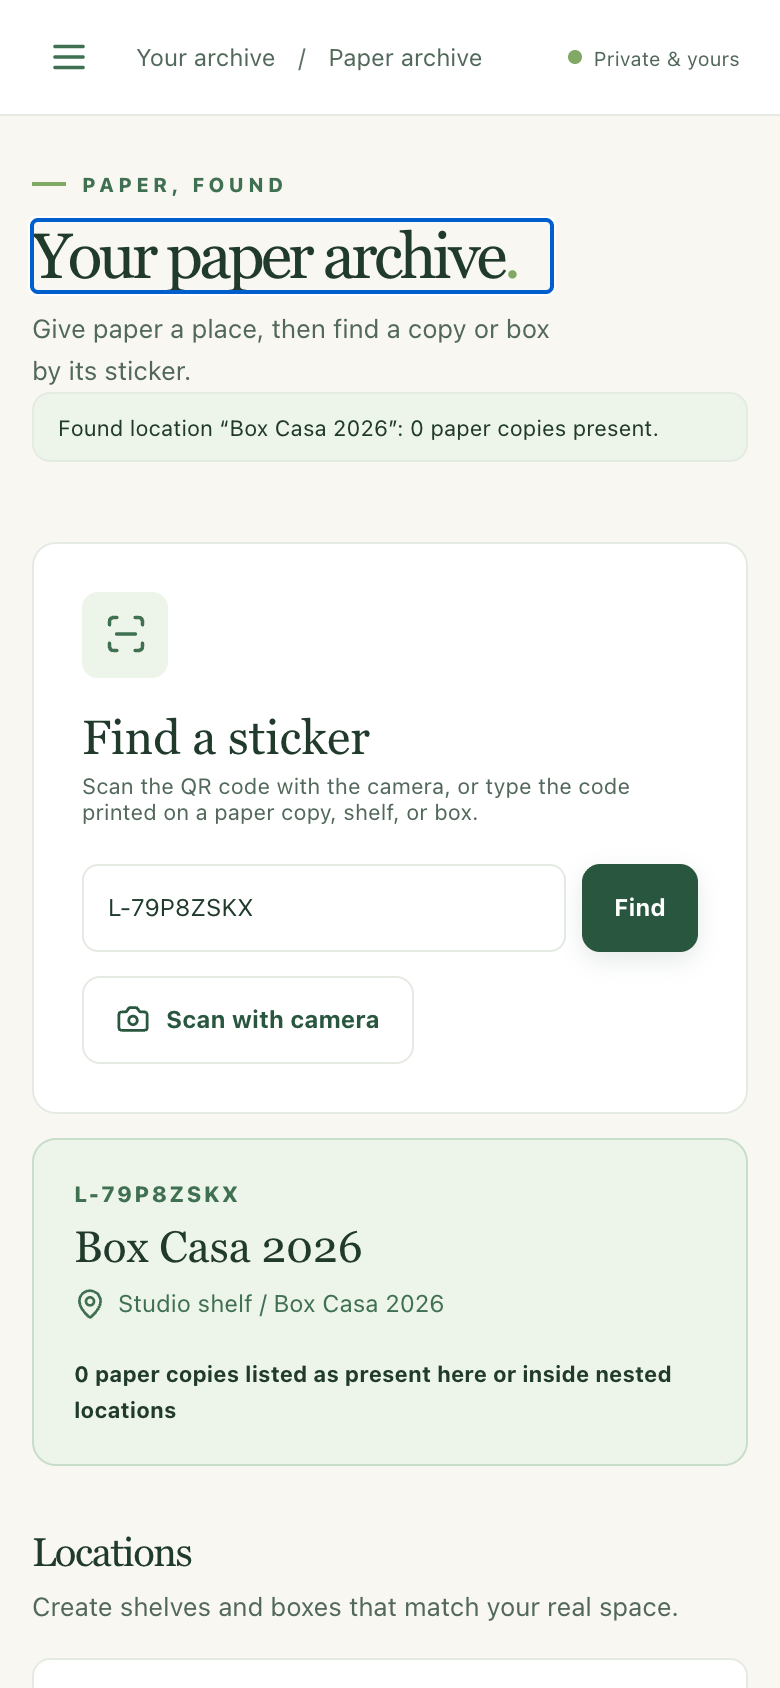 Your archive / Paper archive
Private & yours
PAPER, FOUND
Your paper archive.
Give paper a place, then find a copy or box
by its sticker.
Found location “Box Casa 2026”: 0 paper copies present.
Find a sticker
Scan the QR code with the camera, or type the code
printed on a paper copy, shelf, or box.
L-79P8ZSKX
Find
Scan with camera
L-79P8ZSKX
Box Casa 2026
Studio shelf / Box Casa 2026
0 paper copies listed as present here or inside nested
locations
Locations
Create shelves and boxes that match your real space.